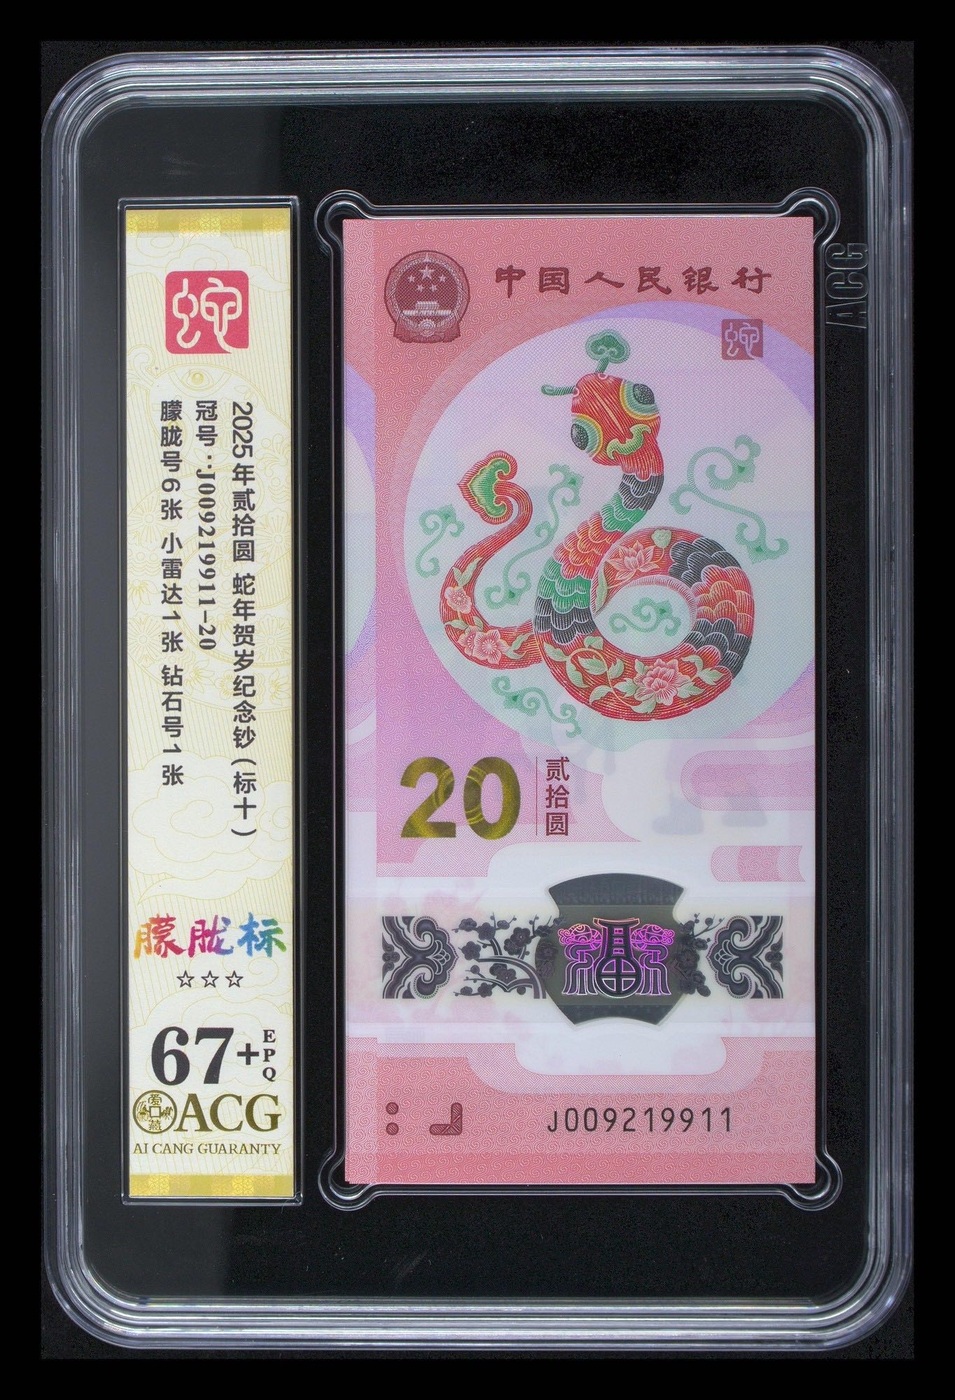 蛇
2025年贰拾圆 蛇年贺岁纪念钞（标十）
冠号：J009219911-20
朦胧号6张 小雷达1张 钻石号1张
朦胧标
☆☆☆
67+EPQ
ACG
AI CANG GUARANTY
中国人民银行
蛇
20
贰拾圆
福
J009219911
ACG